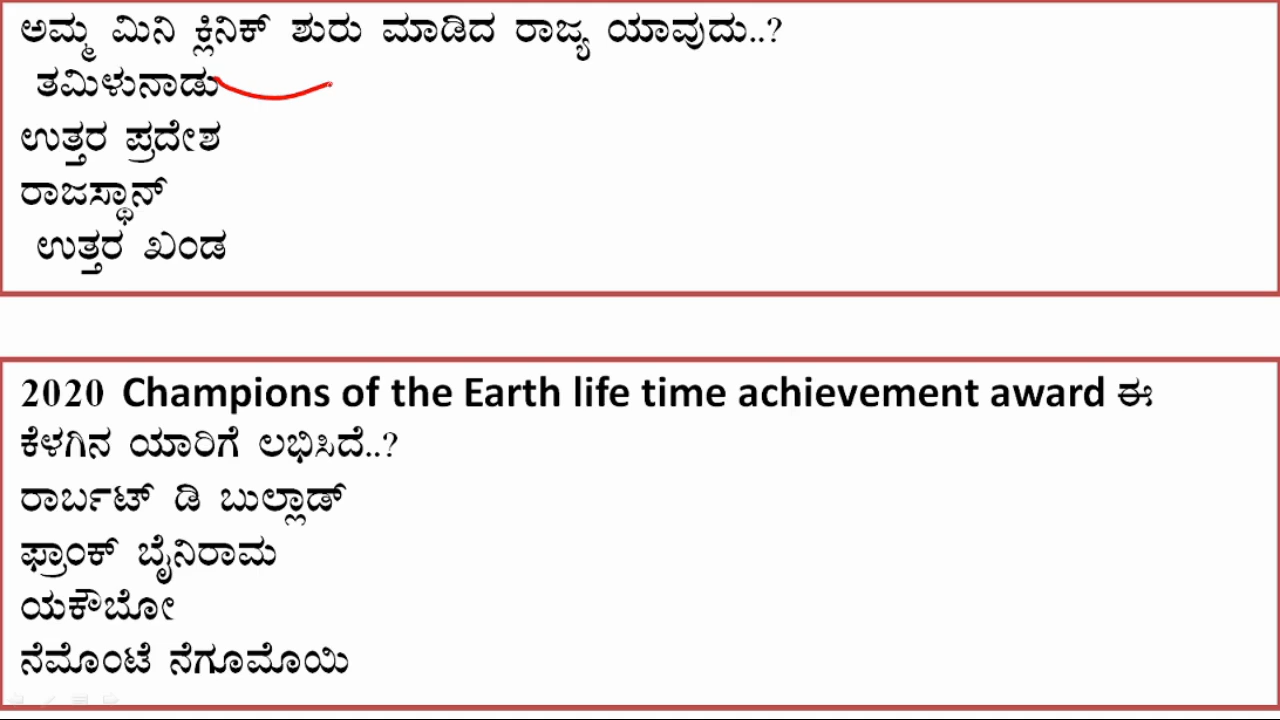 ಅಮ್ಮ ಮಿನಿ ಕ್ಲಿನಿಕ್ ಶುರು ಮಾಡಿದ ರಾಜ್ಯ ಯಾವುದು..?
ತಮಿಳುನಾಡು
ಉತ್ತರ ಪ್ರದೇಶ
ರಾಜಸ್ಥಾನ್
ಉತ್ತರ ಖಂಡ
2020 Champions of the Earth life time achievement award ಈ
ಕೆಳಗಿನ ಯಾರಿಗೆ ಲಭಿಸಿದೆ..?
ರಾರ್ಬಟ್ ಡಿ ಬುಲ್ಲಾಡ್
ಫ್ರಾಂಕ್ ಬೈನಿರಾಮ
ಯಕೌಬೋ
ನೆಮೊಂಟೆ ನೆಗೂಮೊಯಿ